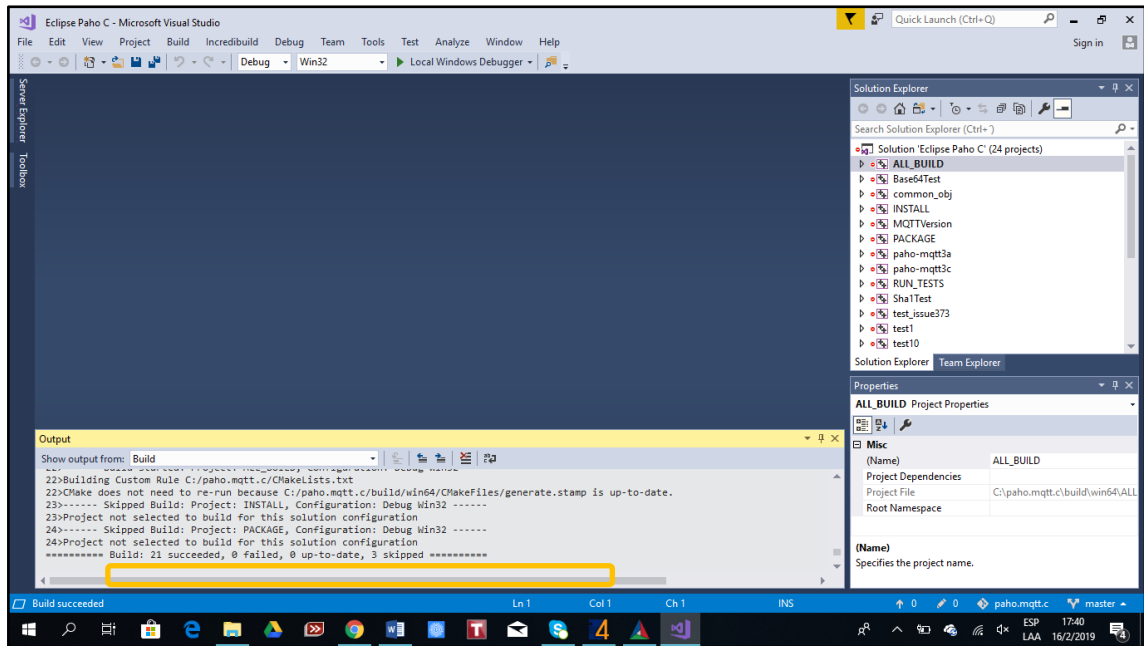 Eclipse Paho C - Microsoft Visual Studio
Quick Launch (Ctrl+Q)
File Edit View Project Build Incredibuild Debug Team Tools Test Analyze Window Help
Sign in
Debug Win32 Local Windows Debugger
Server Explorer
Toolbox
Solution Explorer
Search Solution Explorer (Ctrl+´)
Solution 'Eclipse Paho C' (24 projects)
ALL_BUILD
Base64Test
common_obj
INSTALL
MQTTVersion
PACKAGE
paho-mqtt3a
paho-mqtt3c
RUN_TESTS
Sha1Test
test_issue373
test1
test10
Solution Explorer Team Explorer
Properties
ALL_BUILD Project Properties
Misc
(Name) ALL_BUILD
Project Dependencies
Project File C:\paho.mqtt.c\build\win64\ALL
Root Namespace
(Name)
Specifies the project name.
Output
Show output from: Build
22>------ Build started: Project: ALL_BUILD, Configuration: Debug Win32
22>Building Custom Rule C:/paho.mqtt.c/CMakeLists.txt
22>CMake does not need to re-run because C:/paho.mqtt.c/build/win64/CMakeFiles/generate.stamp is up-to-date.
23>------ Skipped Build: Project: INSTALL, Configuration: Debug Win32 ------
23>Project not selected to build for this solution configuration
24>------ Skipped Build: Project: PACKAGE, Configuration: Debug Win32 ------
24>Project not selected to build for this solution configuration
========== Build: 21 succeeded, 0 failed, 0 up-to-date, 3 skipped ==========
Build succeeded Ln 1 Col 1 Ch 1 INS 0 0 paho.mqtt.c master
ESP 17:40
LAA 16/2/2019